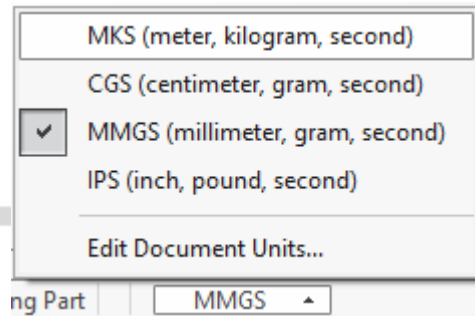 MKS (meter, kilogram, second)
CGS (centimeter, gram, second)
MMGS (millimeter, gram, second)
IPS (inch, pound, second)
Edit Document Units...
ng Part MMGS